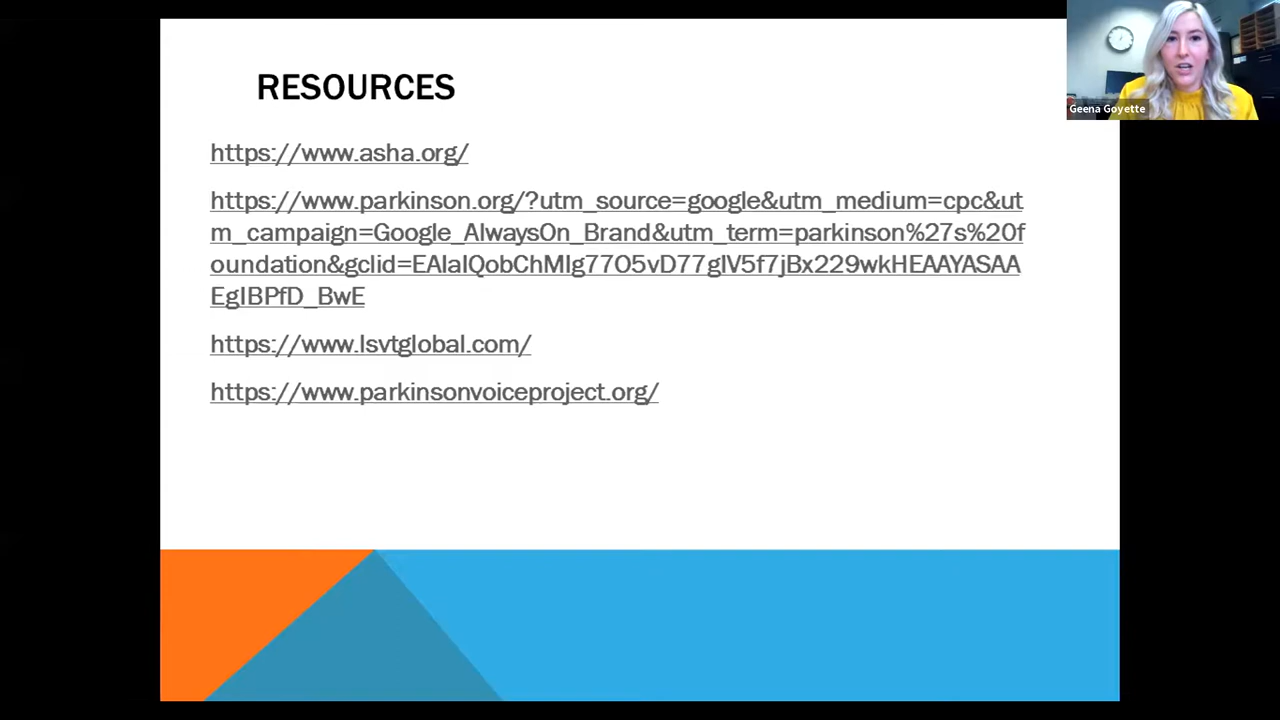 RESOURCES
https://www.asha.org/
https://www.parkinson.org/?utm_source=google&utm_medium=cpc&ut
m_campaign=Google_AlwaysOn_Brand&utm_term=parkinson%27s%20f
oundation&gclid=EAIaIQobChMIg77O5vD77gIV5f7jBx229wkHEAAYASAA
EgIBPfD_BwE
https://www.lsvtglobal.com/
https://www.parkinsonvoiceproject.org/
Geena Goyette